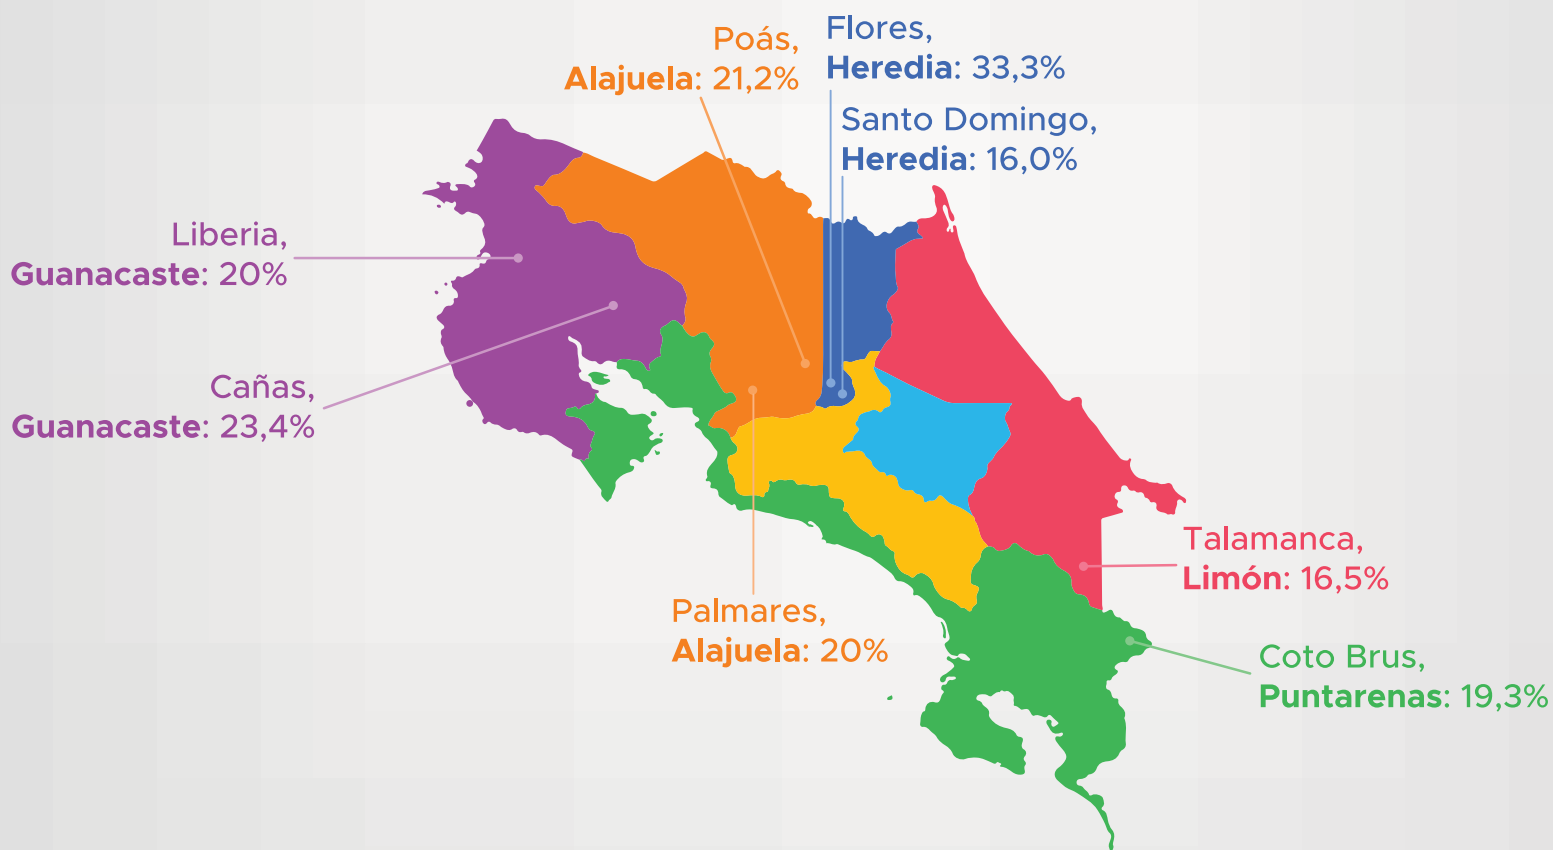 Poás,
Alajuela: 21,2%
Flores,
Heredia: 33,3%
Santo Domingo,
Heredia: 16,0%
Liberia,
Guanacaste: 20%
Cañas,
Guanacaste: 23,4%
Talamanca,
Limón: 16,5%
Palmares,
Alajuela: 20%
Coto Brus,
Puntarenas: 19,3%